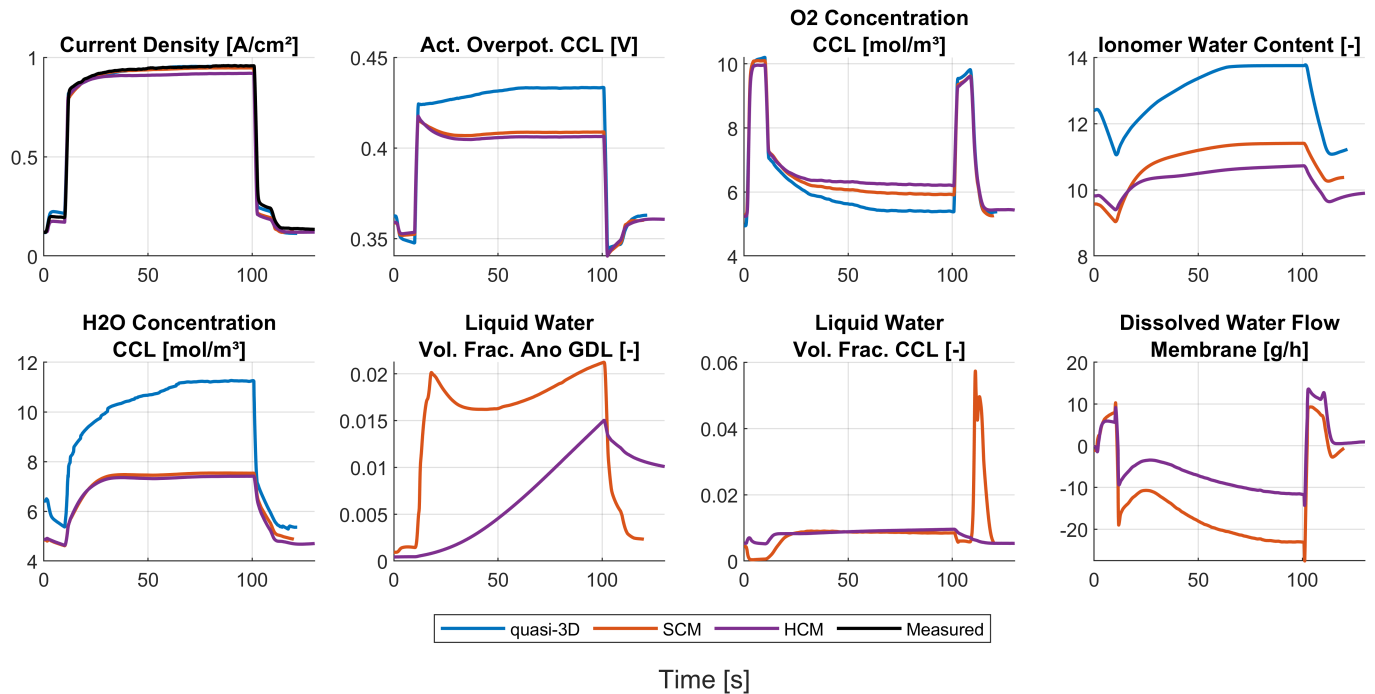 Current Density [A/cm²]
1
0.5
0
0 50 100
Act. Overpot. CCL [V]
0.45
0.4
0.35
0 50 100
O2 Concentration
CCL [mol/m³]
10
8
6
4
0 50 100
Ionomer Water Content [-]
14
12
10
8
0 50 100
H2O Concentration
CCL [mol/m³]
12
10
8
6
4
0 50 100
Liquid Water
Vol. Frac. Ano GDL [-]
0.02
0.015
0.01
0.005
0
0 50 100
Liquid Water
Vol. Frac. CCL [-]
0.06
0.04
0.02
0
0 50 100
Dissolved Water Flow
Membrane [g/h]
20
10
0
-10
-20
0 50 100
quasi-3D SCM HCM Measured
Time [s]